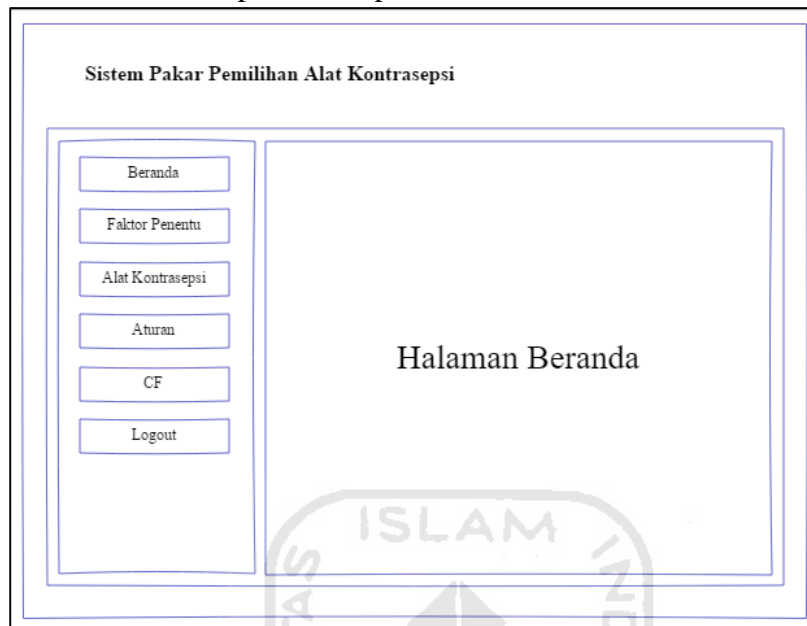 Sistem Pakar Pemilihan Alat Kontrasepsi
Beranda
Faktor Penentu
Alat Kontrasepsi
Aturan
CF
Logout
Halaman Beranda
ISLAM